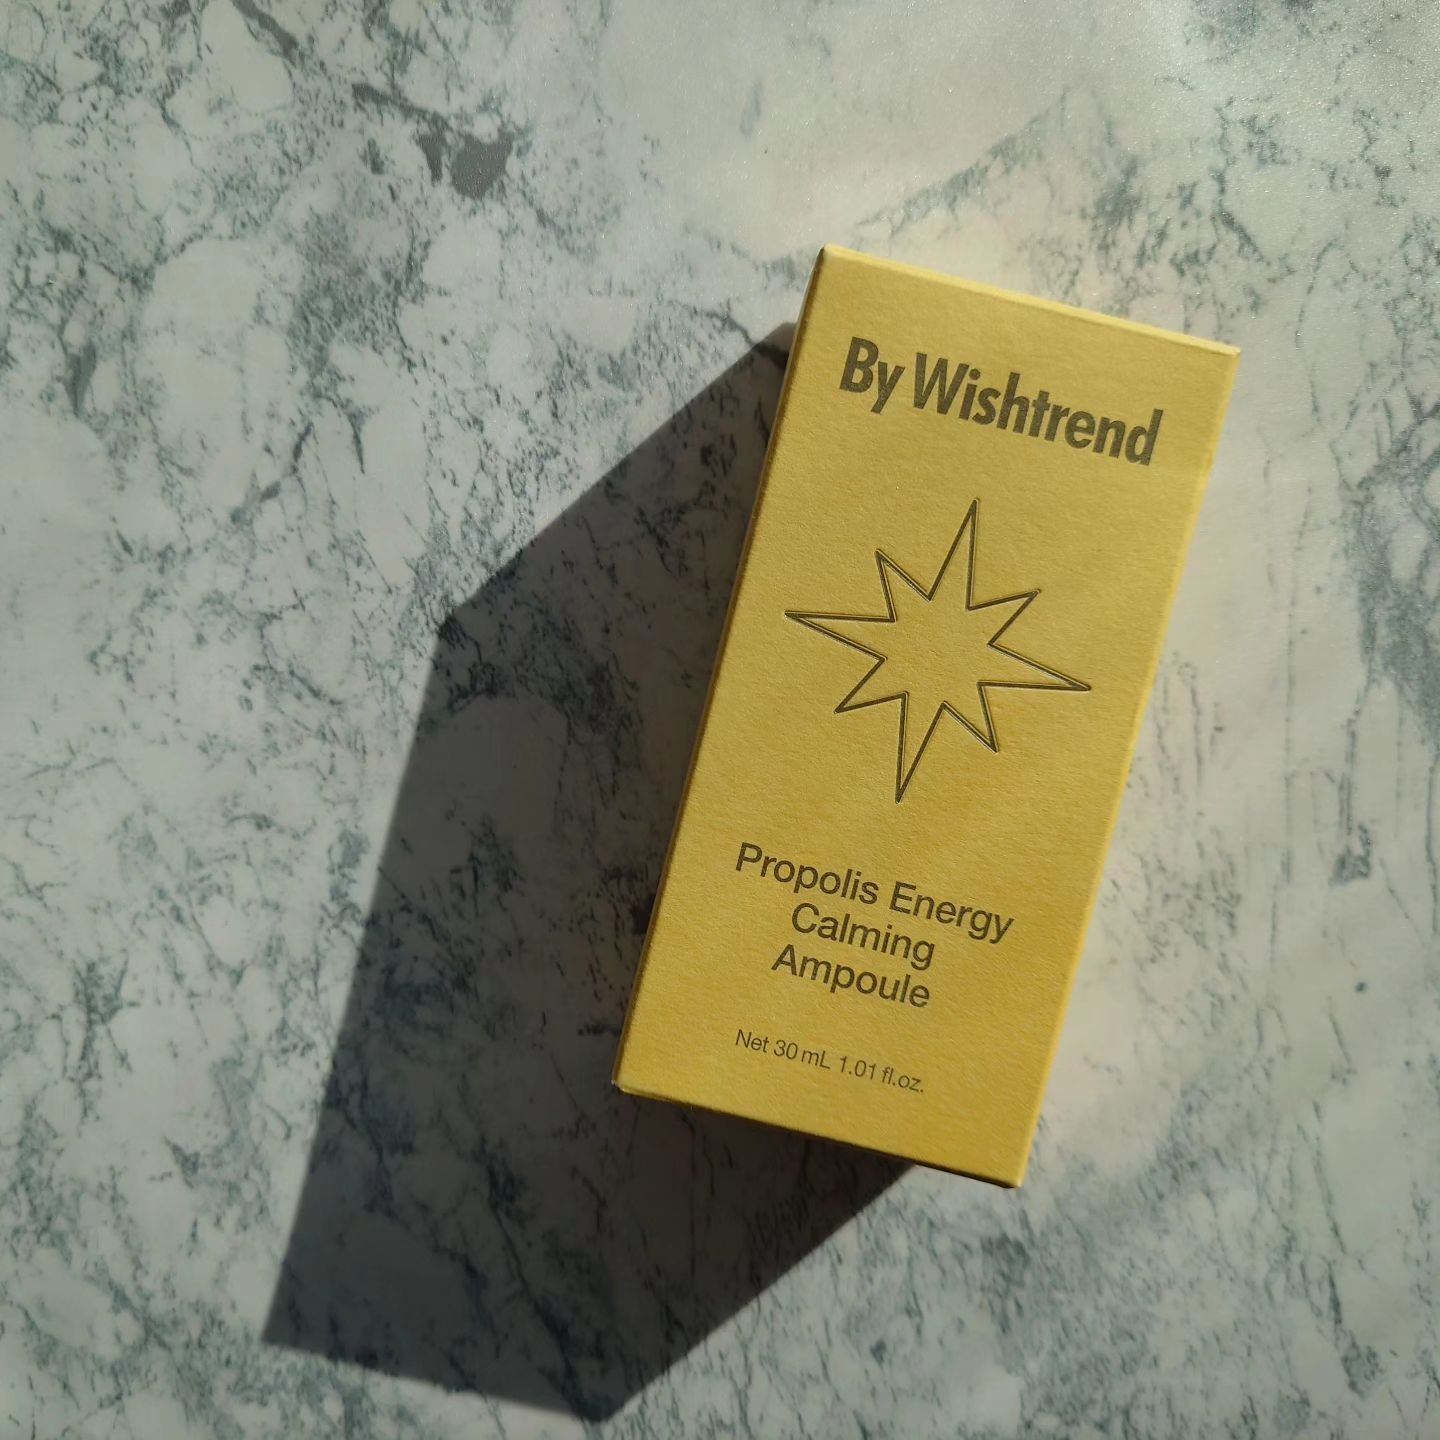 By Wishtrend
Propolis Energy
Calming
Ampoule
Net 30 mL 1.01 fl.oz.